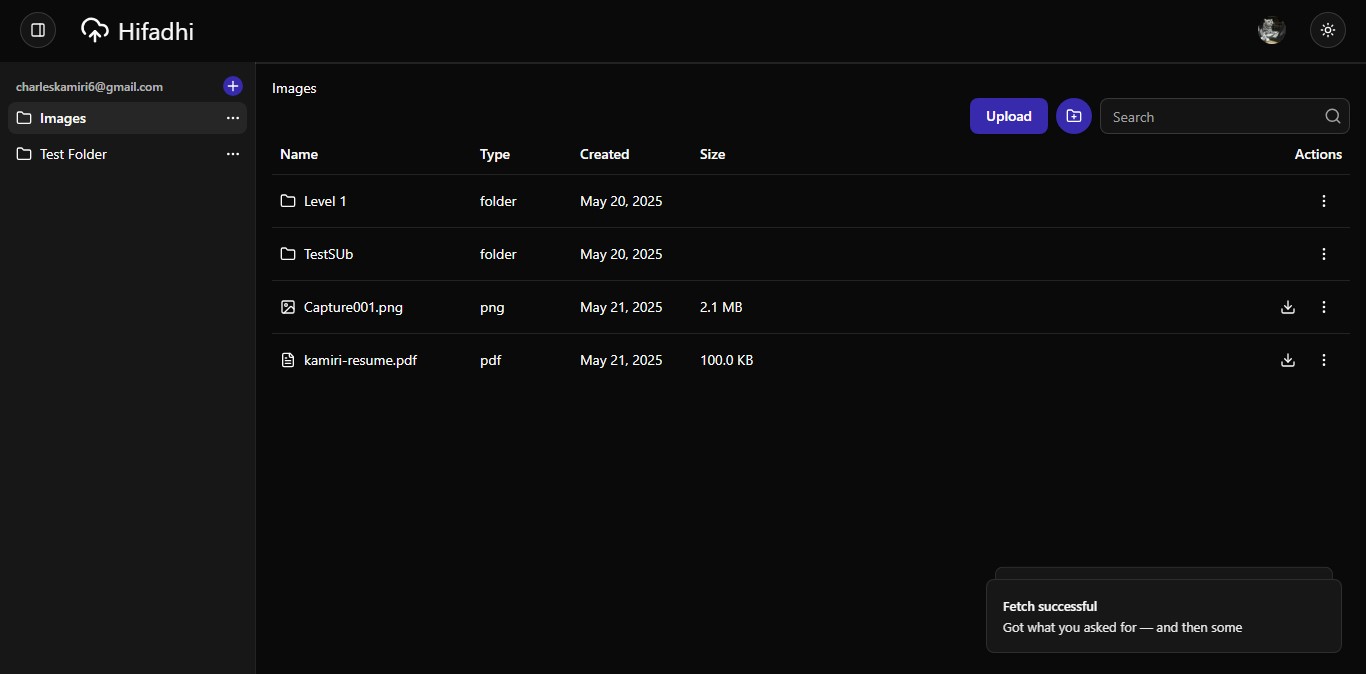 Hifadhi
charleskamiri6@gmail.com
Images
Test Folder
Images
Upload
Search
Name Type Created Size Actions
Level 1 folder May 20, 2025
TestSUb folder May 20, 2025
Capture001.png png May 21, 2025 2.1 MB
kamiri-resume.pdf pdf May 21, 2025 100.0 KB
Fetch successful
Got what you asked for — and then some